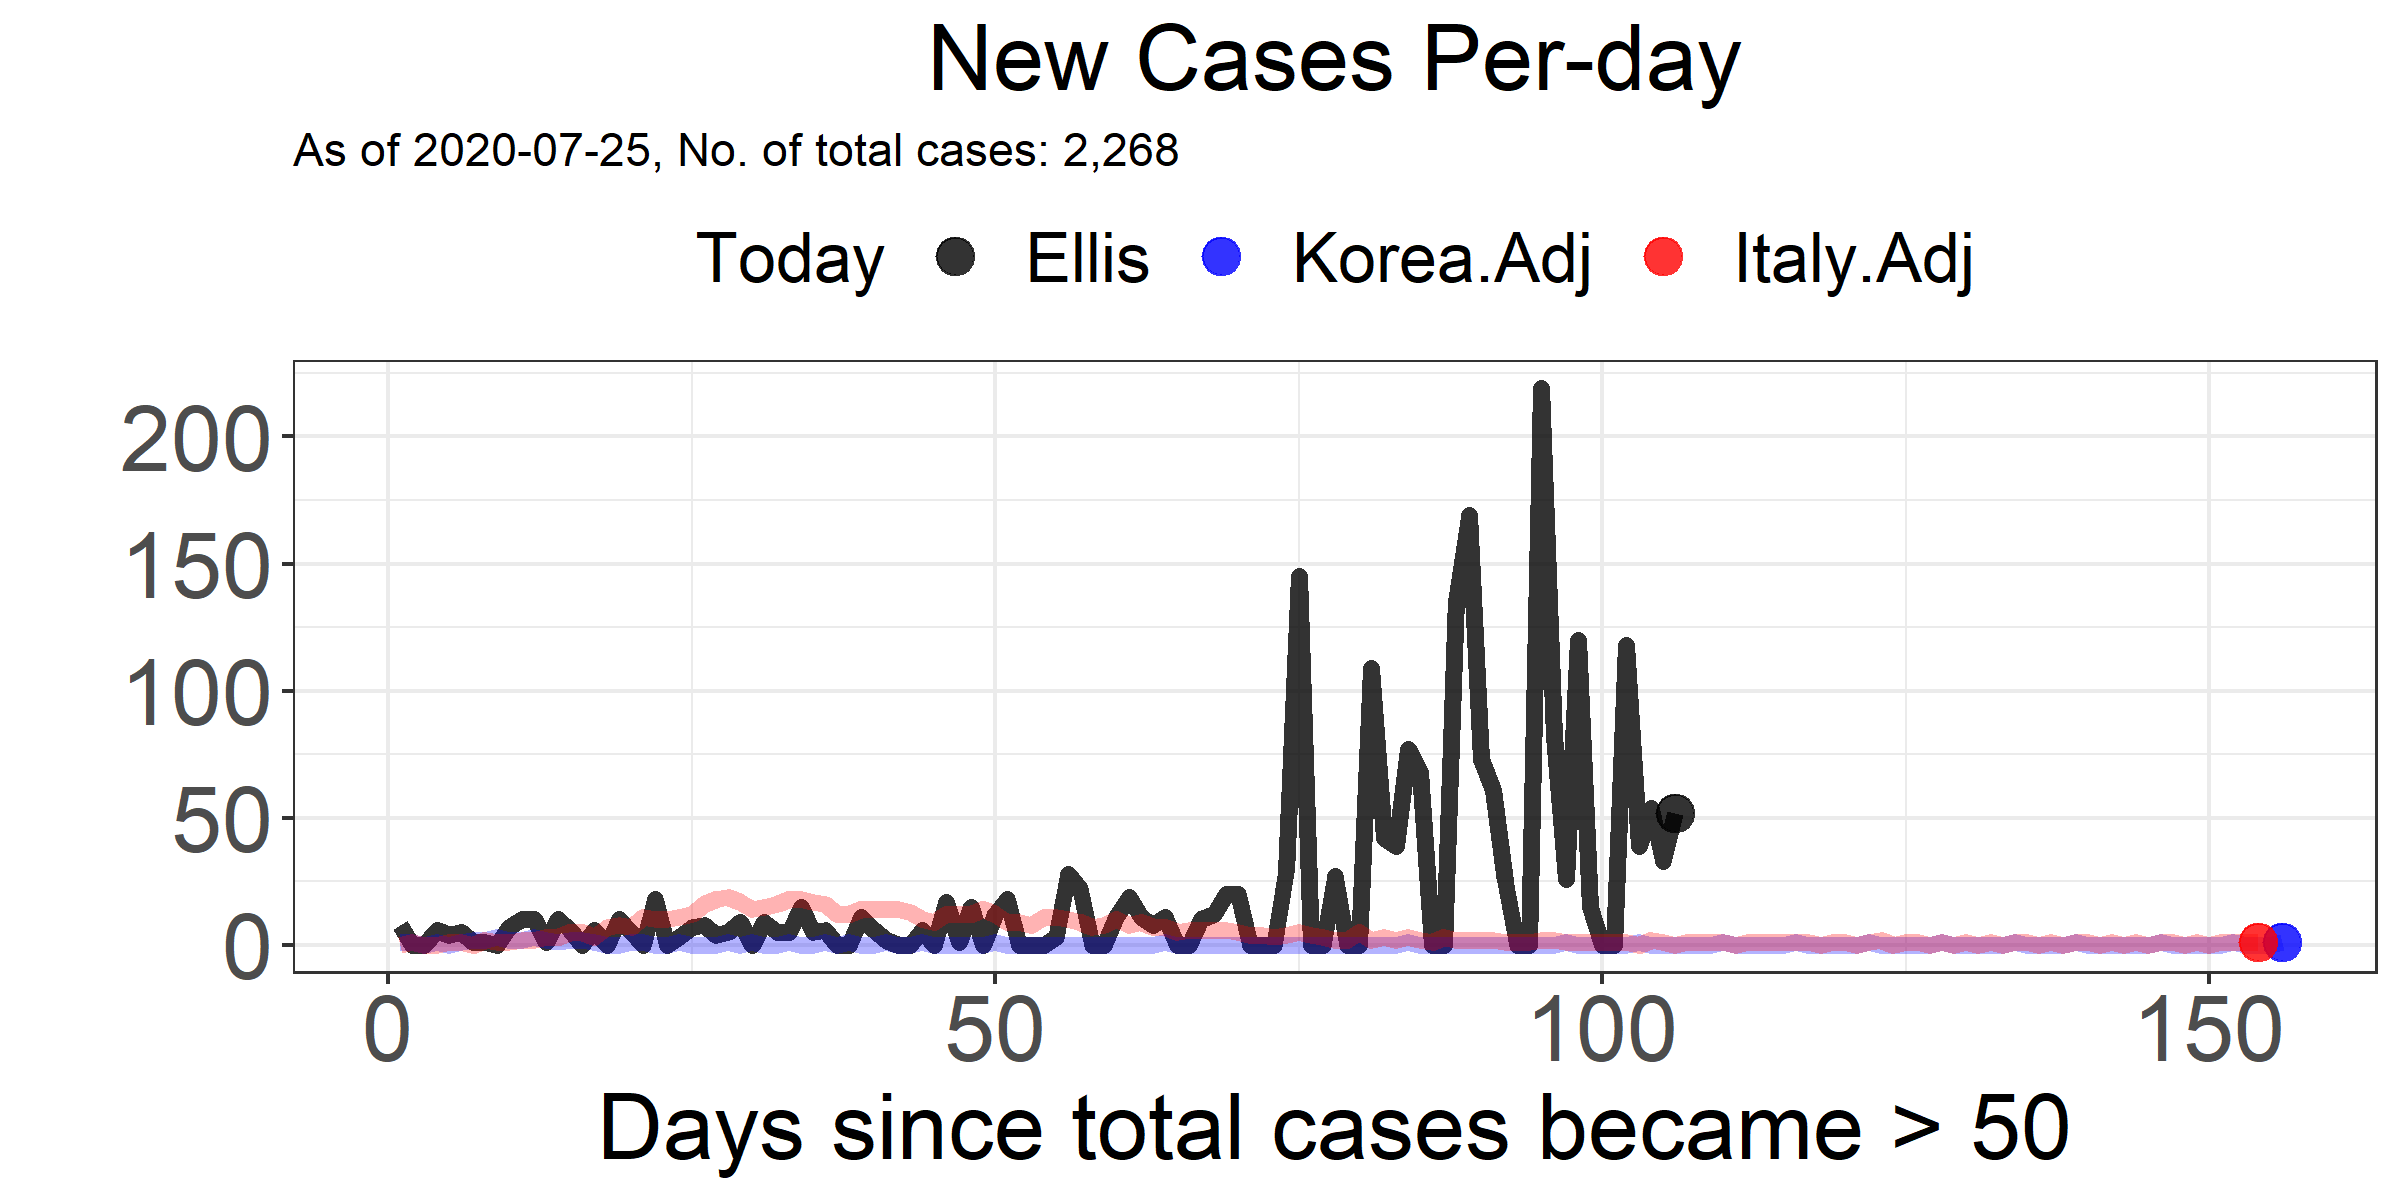 New Cases Per-day
As of 2020-07-25, No. of total cases: 2,268
Today Ellis Korea.Adj Italy.Adj
200
150
100
50
0
0 50 100 150
Days since total cases became > 50